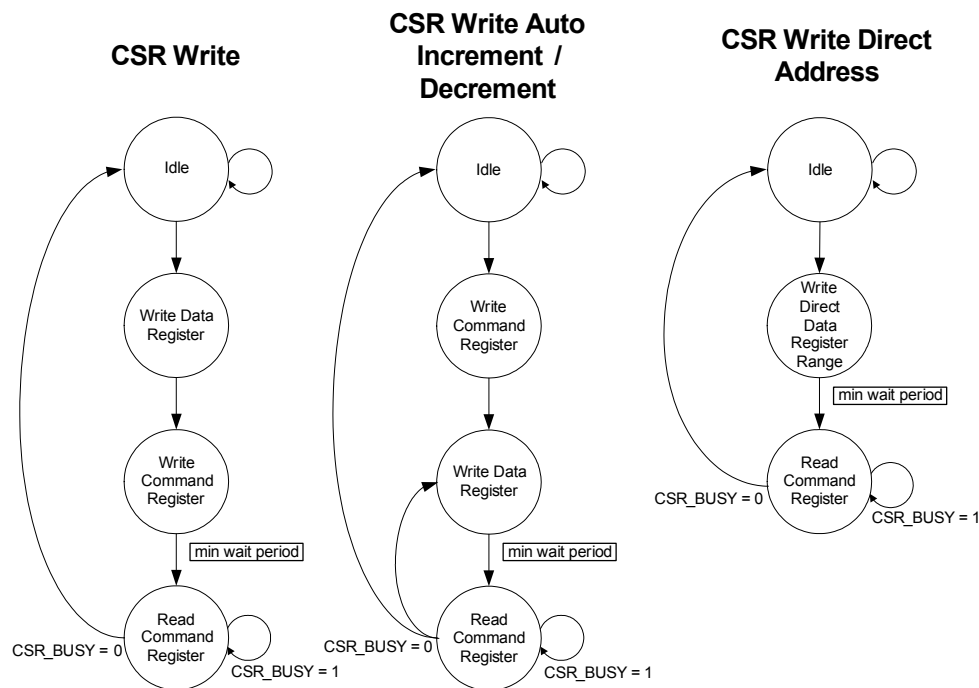 CSR Write
Idle
Write Data
Register
Write
Command
Register
min wait period
Read
Command
Register
CSR_BUSY = 0
CSR_BUSY = 1
CSR Write Auto
Increment /
Decrement
Idle
Write
Command
Register
Write Data
Register
min wait period
Read
Command
Register
CSR_BUSY = 0
CSR_BUSY = 1
CSR Write Direct
Address
Idle
Write
Direct
Data
Register
Range
min wait period
Read
Command
Register
CSR_BUSY = 0
CSR_BUSY = 1